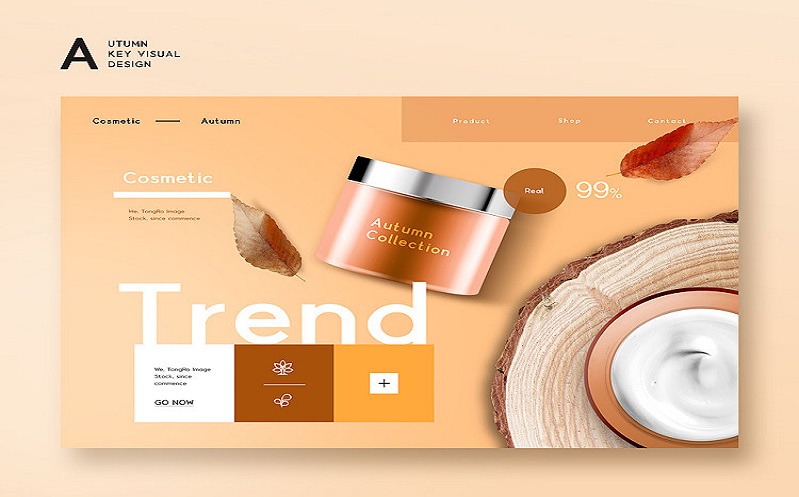 AUTUMN
KEY VISUAL
DESIGN
Cosmetic
Autumn
Product
Shop
Contact
Cosmetic
We, TongRo Image
Stock, since commence
Real
99%
Autumn
Collection
Trend
We, TongRo Image
Stock, since
commence
GO NOW